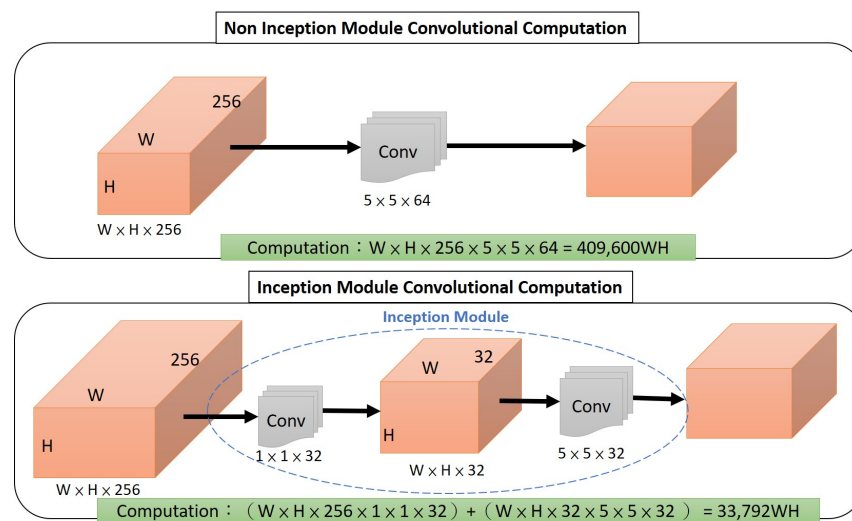 Non Inception Module Convolutional Computation
256
W
H
Conv
5 x 5 x 64
W x H x 256
Computation：W x H x 256 x 5 x 5 x 64 = 409,600WH
Inception Module Convolutional Computation
Inception Module
256
W
H
W x H x 256
Conv
1 x 1 x 32
32
W
H
W x H x 32
Conv
5 x 5 x 32
Computation：（W x H x 256 x 1 x 1 x 32）+（W x H x 32 x 5 x 5 x 32 ）= 33,792WH